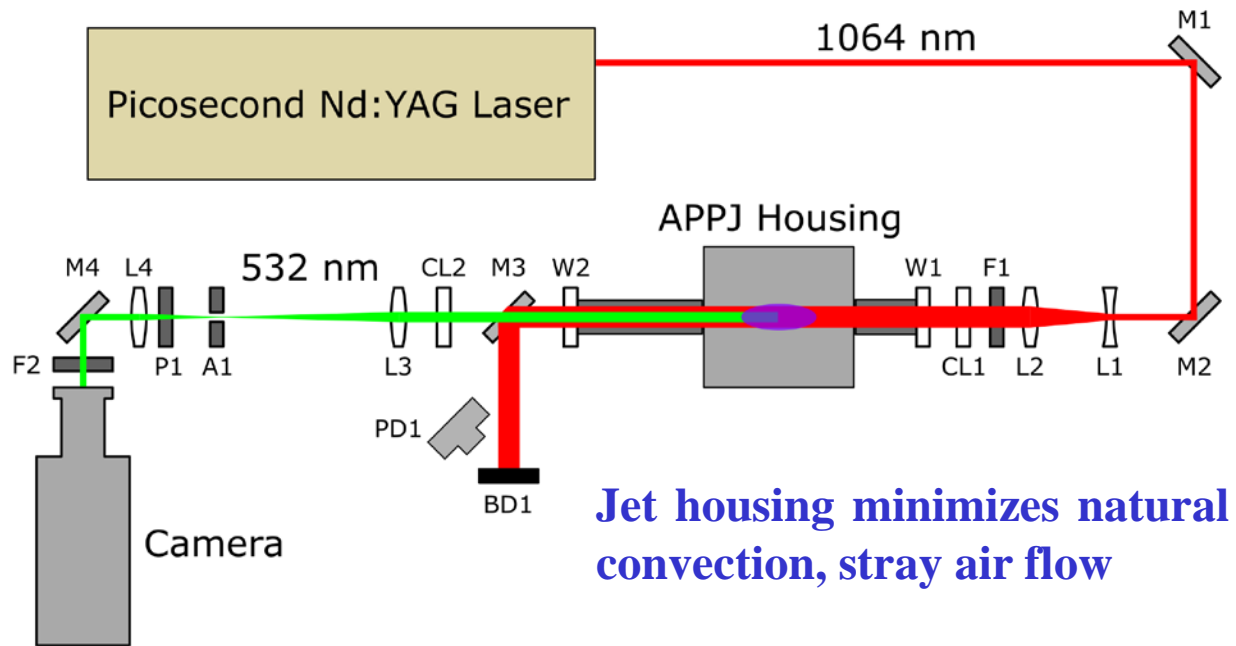 M1
1064 nm
Picosecond Nd:YAG Laser
APPJ Housing
M4 L4 532 nm CL2 M3 W2 W1 F1
F2 P1 A1 L3 CL1 L2 L1 M2
PD1
BD1
Jet housing minimizes natural
convection, stray air flow
Camera